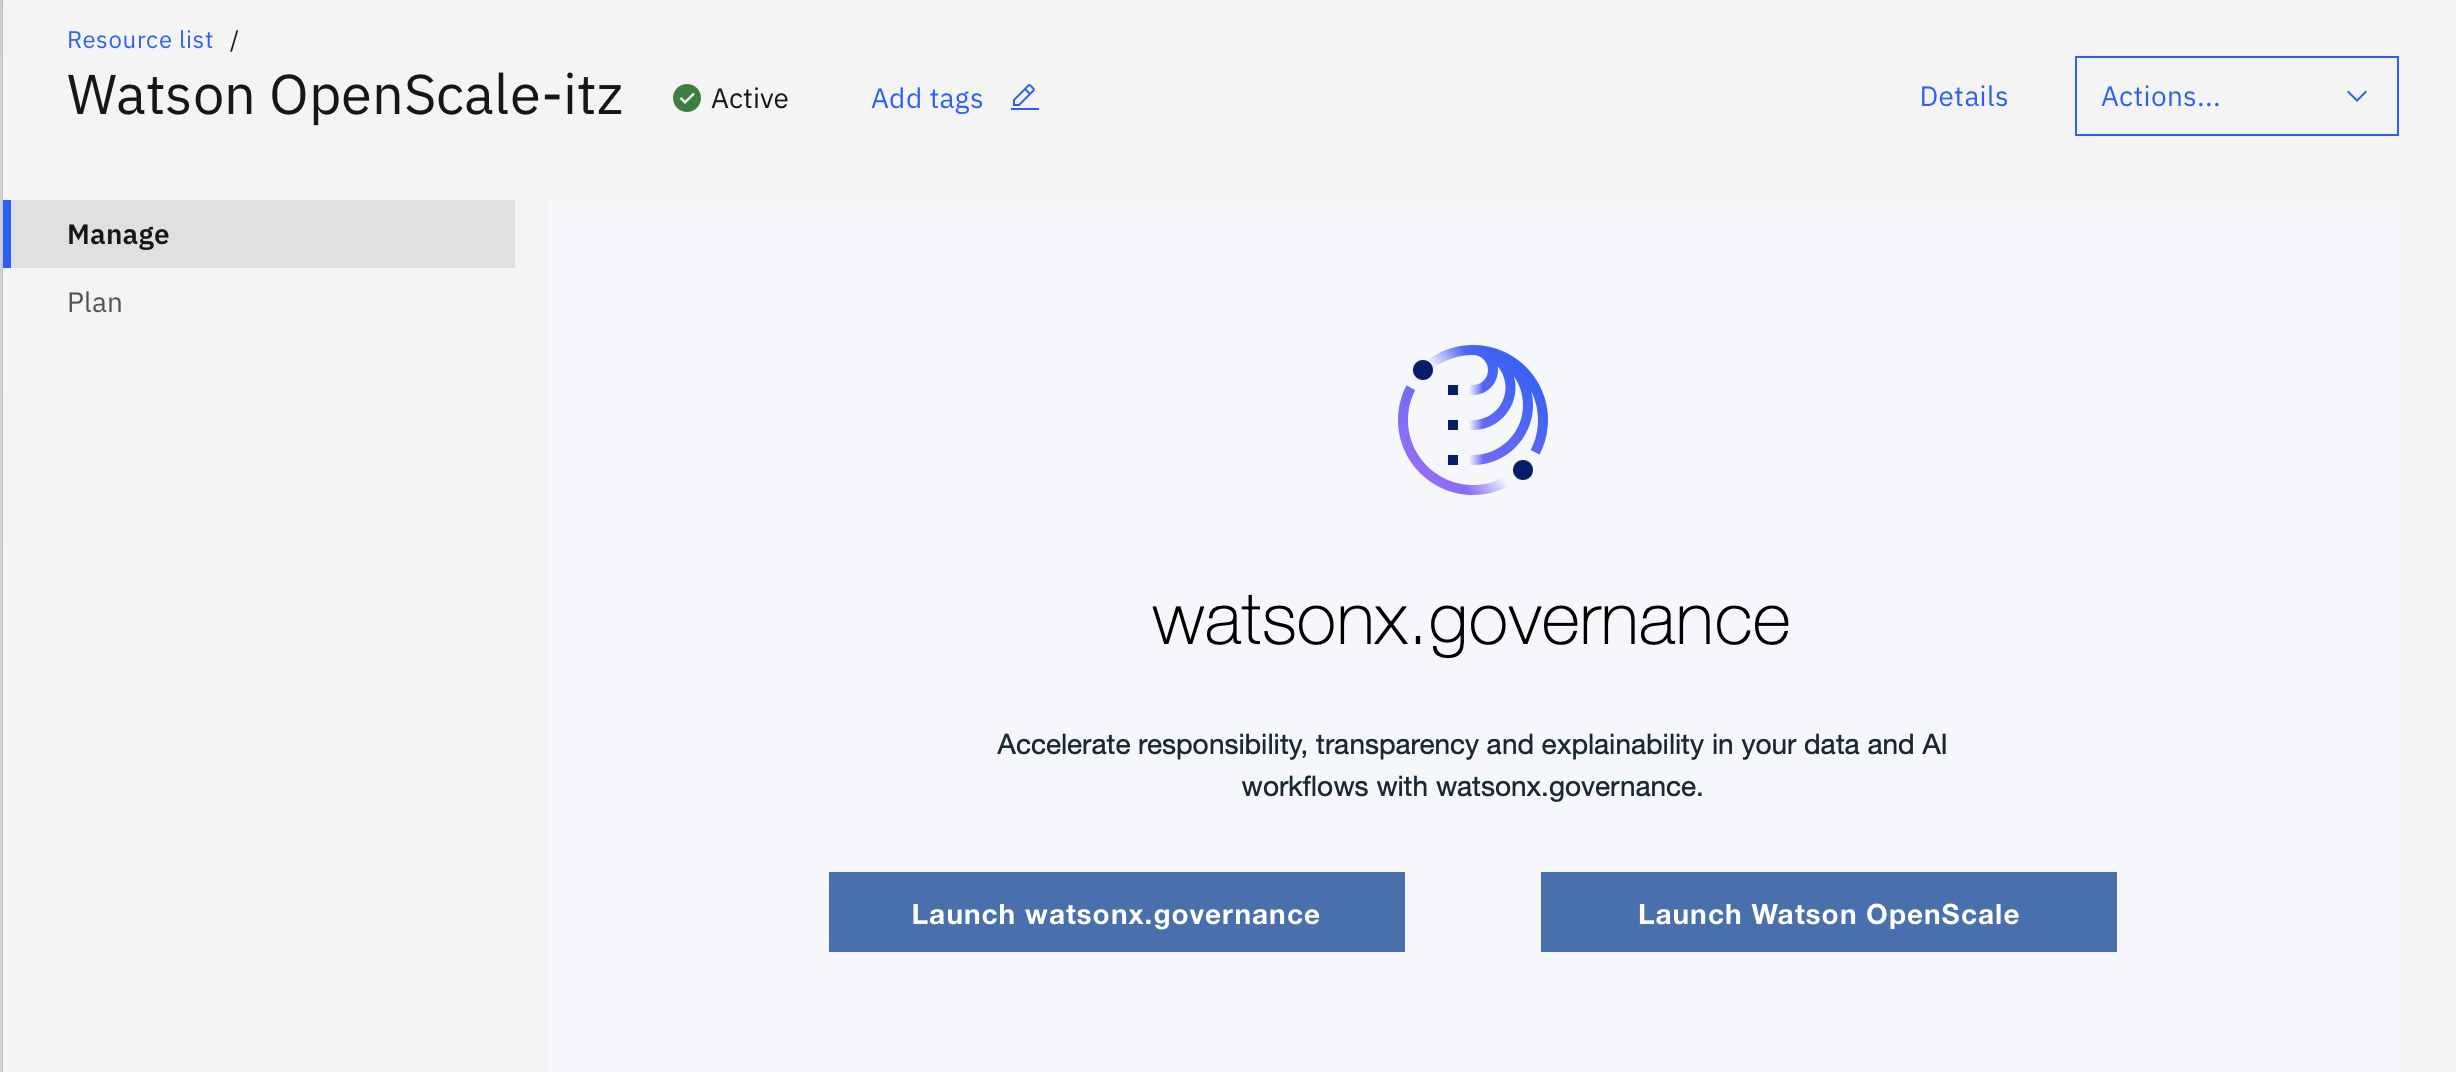 Resource list /
Watson OpenScale-itz
Active
Add tags
Details
Actions...
Manage
Plan
watsonx.governance
Accelerate responsibility, transparency and explainability in your data and AI
workflows with watsonx.governance.
Launch watsonx.governance
Launch Watson OpenScale